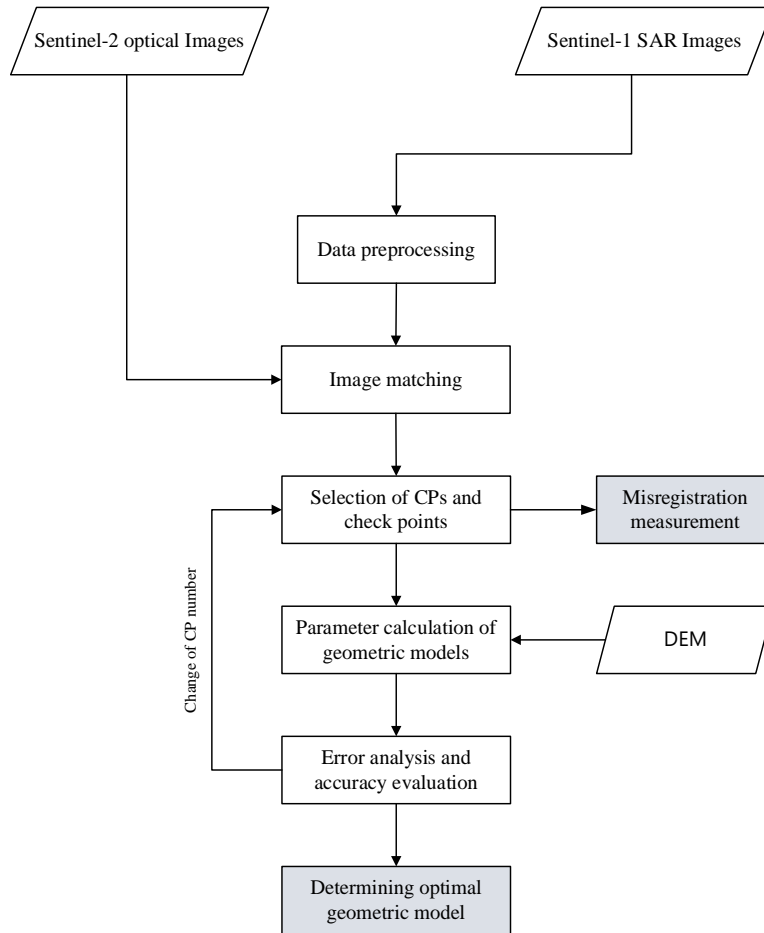 Sentinel-2 optical Images
Sentinel-1 SAR Images
Data preprocessing
Image matching
Selection of CPs and
check points
Misregistration
measurement
Change of CP number
Parameter calculation of
geometric models
DEM
Error analysis and
accuracy evaluation
Determining optimal
geometric model